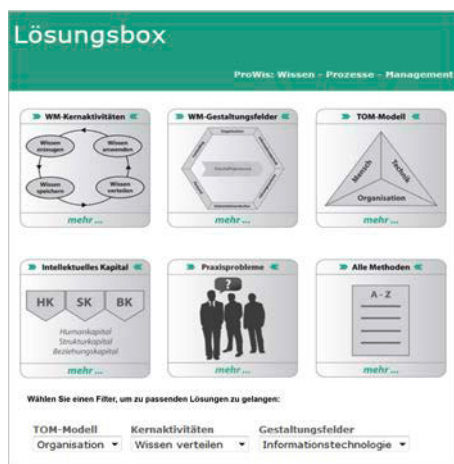 Lösungsbox
ProWis: Wissen - Prozesse - Management
WM-Kernaktivitäten
Wissen erzeugen
Wissen anwenden
Wissen speichern
Wissen verteilen
mehr ...
WM-Gestaltungsfelder
Organisation
mehr ...
TOM-Modell
Mensch
Technik
Organisation
mehr ...
Intellektuelles Kapital
HK SK BK
Humankapital
Strukturkapital
Beziehungskapital
mehr ...
Praxisprobleme
?
mehr ...
Alle Methoden
A - Z
mehr ...
Wählen Sie einen Filter, um zu passenden Lösungen zu gelangen:
TOM-Modell Kernaktivitäten Gestaltungsfelder
Organisation Wissen verteilen Informationstechnologie